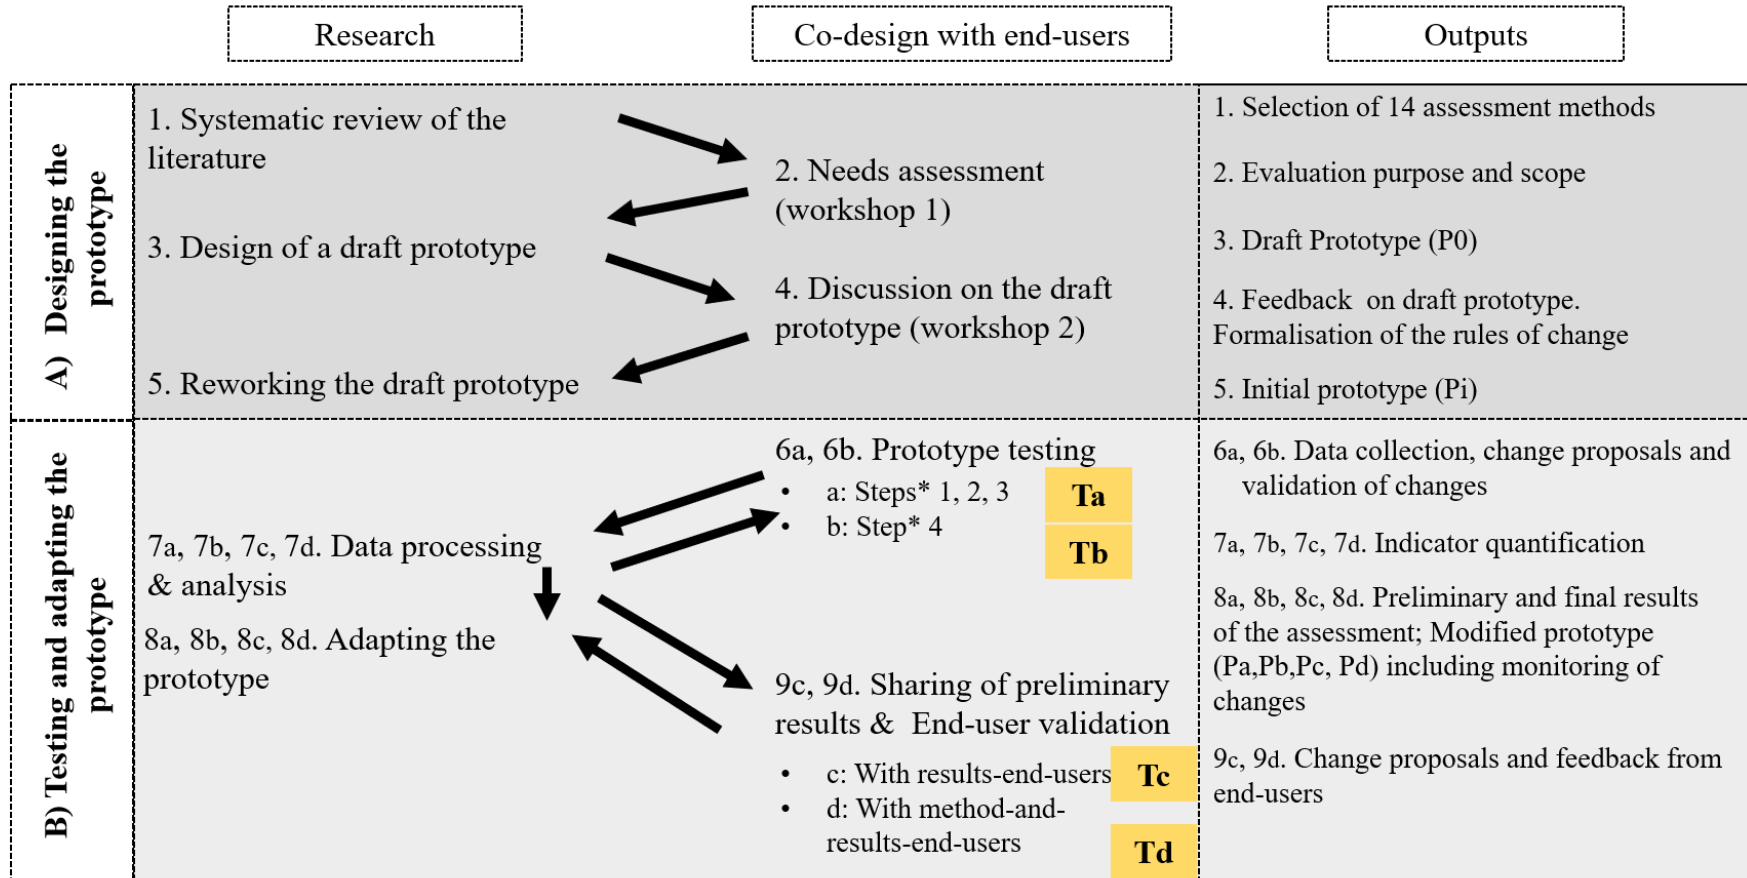 Research
Co-design with end-users
Outputs
A) Designing the
prototype
1. Systematic review of the
literature
2. Needs assessment
(workshop 1)
3. Design of a draft prototype
4. Discussion on the draft
prototype (workshop 2)
5. Reworking the draft prototype
1. Selection of 14 assessment methods
2. Evaluation purpose and scope
3. Draft Prototype (P0)
4. Feedback on draft prototype.
Formalisation of the rules of change
5. Initial prototype (Pi)
B) Testing and adapting the
prototype
6a, 6b. Prototype testing
• a: Steps* 1, 2, 3
Ta
• b: Step* 4
Tb
7a, 7b, 7c, 7d. Data processing
& analysis
8a, 8b, 8c, 8d. Adapting the
prototype
9c, 9d. Sharing of preliminary
results & End-user validation
• c: With results-end-users
Tc
• d: With method-and-
results-end-users
Td
6a, 6b. Data collection, change proposals and
validation of changes
7a, 7b, 7c, 7d. Indicator quantification
8a, 8b, 8c, 8d. Preliminary and final results
of the assessment; Modified prototype
(Pa,Pb,Pc, Pd) including monitoring of
changes
9c, 9d. Change proposals and feedback from
end-users